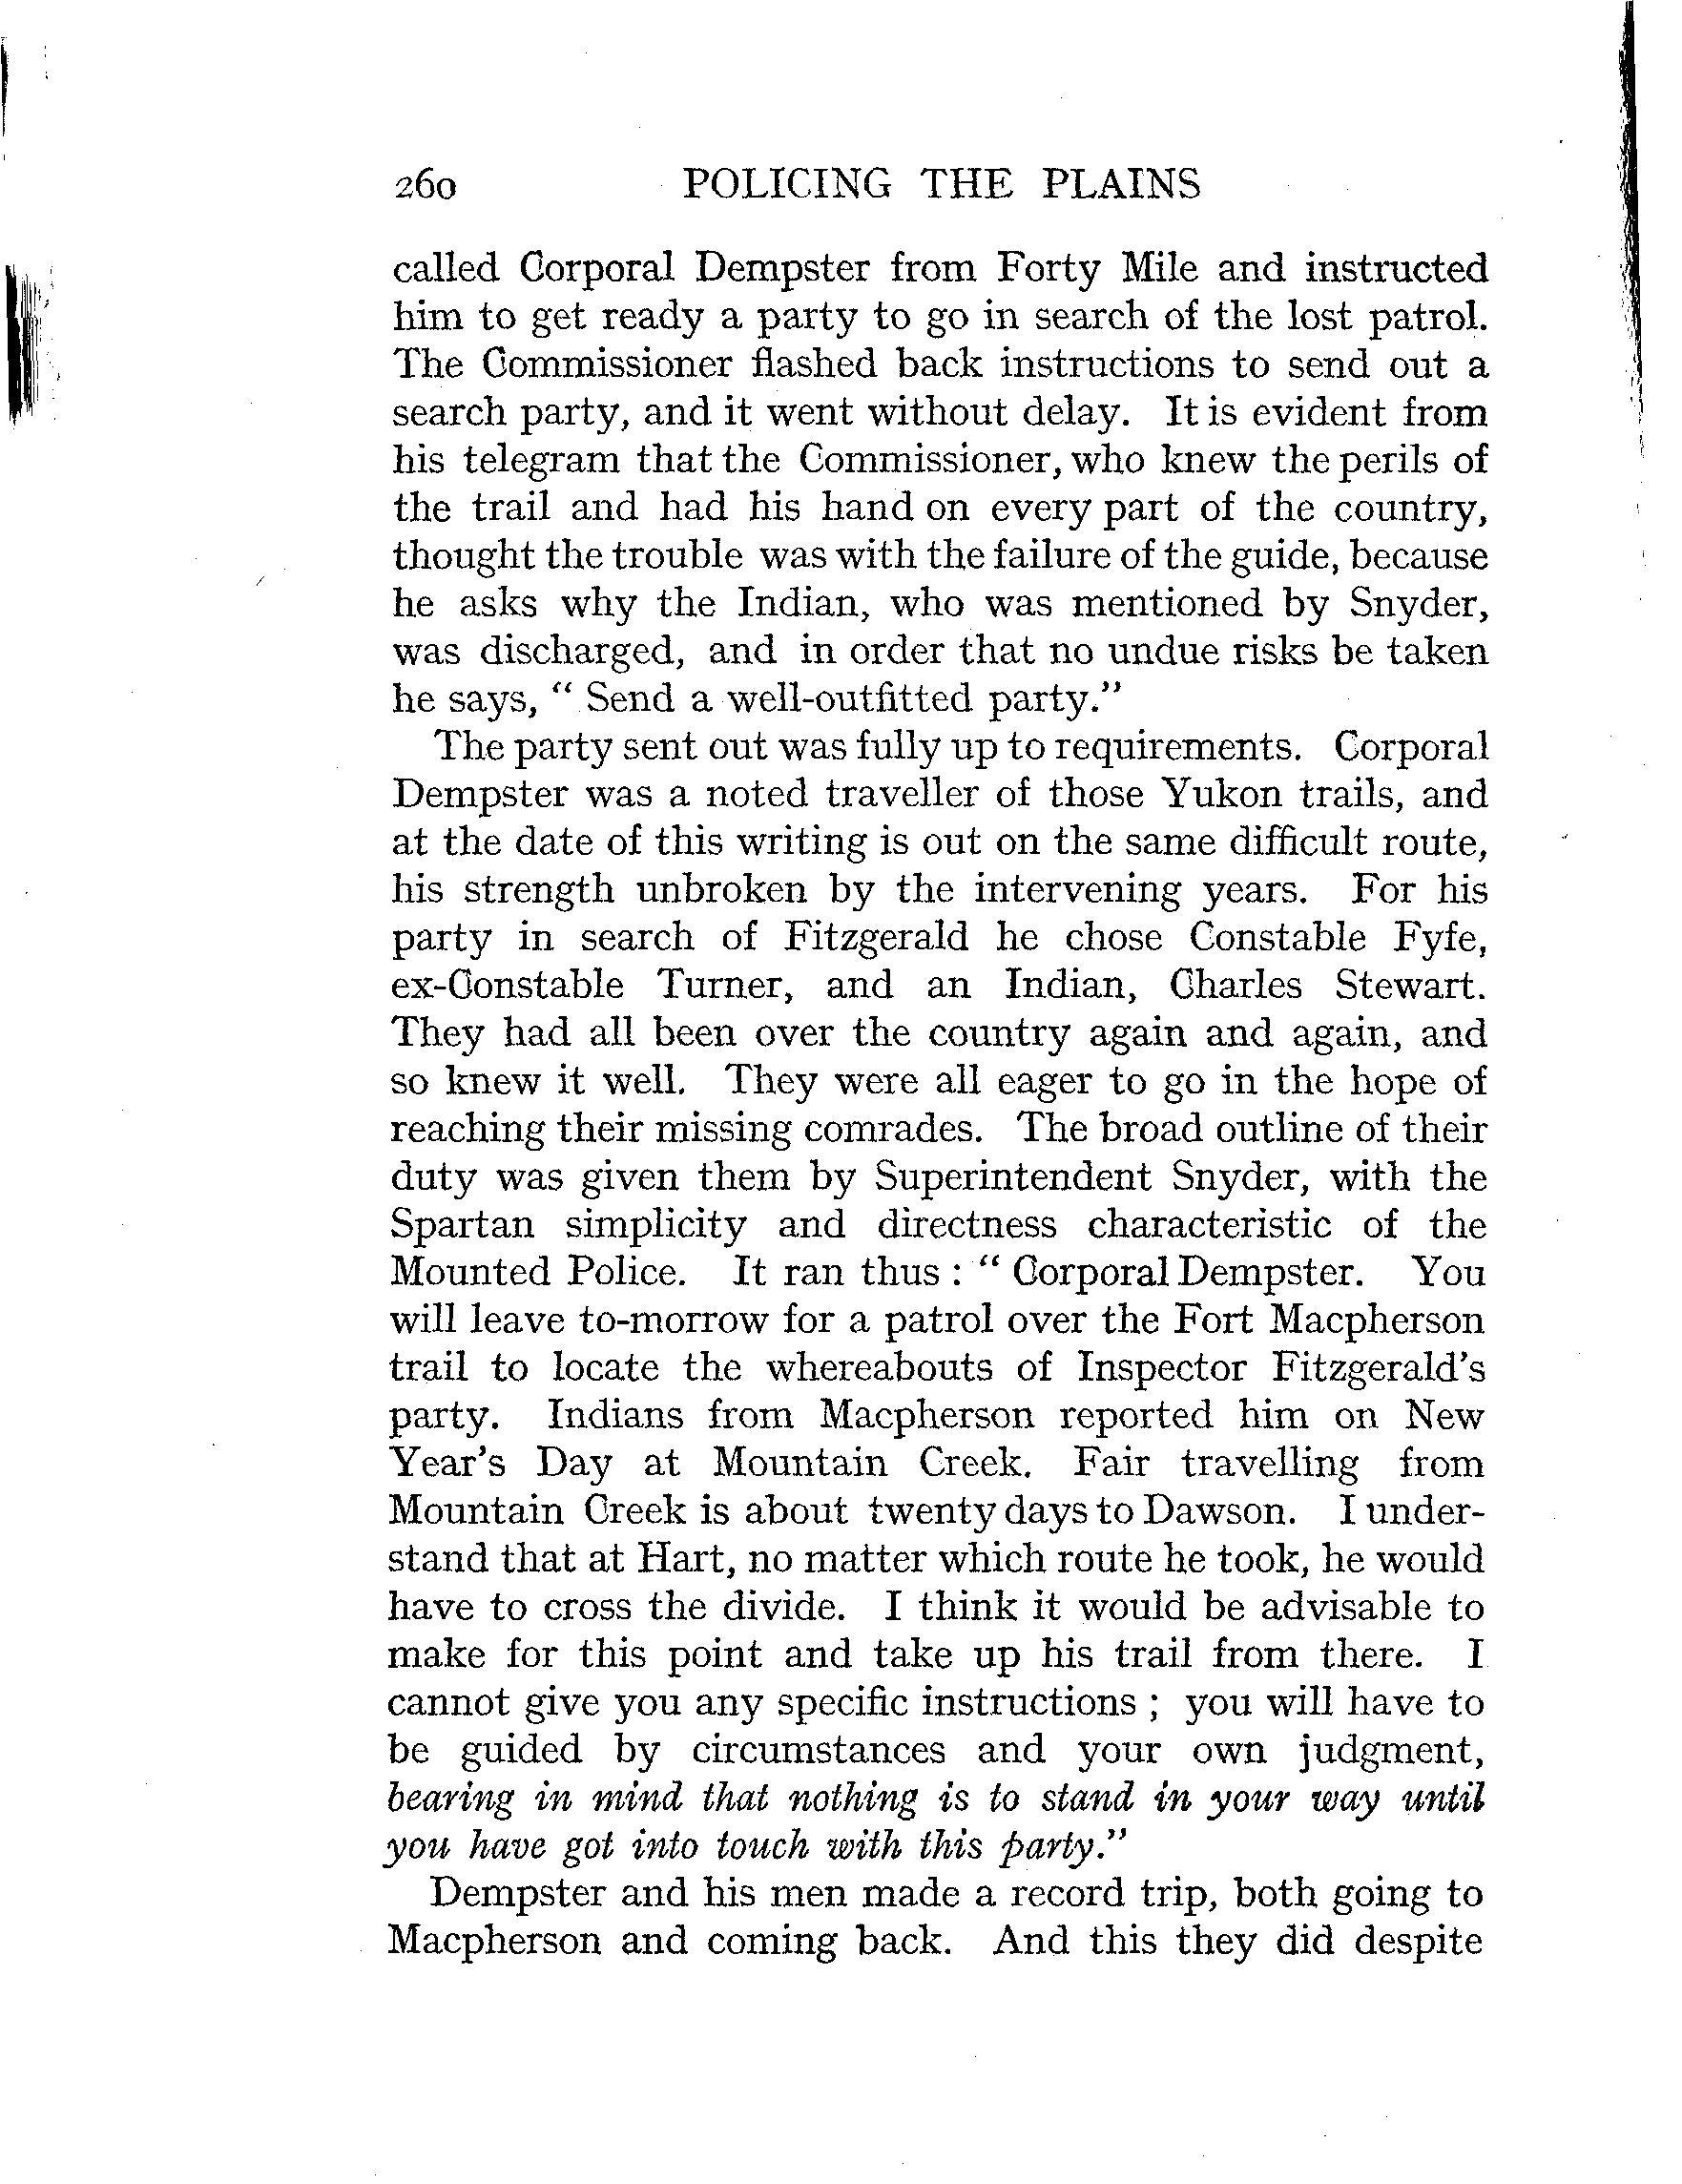 260 POLICING THE PLAINS
called Corporal Dempster from Forty Mile and instructed
him to get ready a party to go in search of the lost patrol.
The Commissioner flashed back instructions to send out a
search party, and it went without delay. It is evident from
his telegram that the Commissioner, who knew the perils of
the trail and had his hand on every part of the country,
thought the trouble was with the failure of the guide, because
he asks why the Indian, who was mentioned by Snyder,
was discharged, and in order that no undue risks be taken
he says, “ Send a well-outfitted party.”
The party sent out was fully up to requirements. Corporal
Dempster was a noted traveller of those Yukon trails, and
at the date of this writing is out on the same difficult route,
his strength unbroken by the intervening years. For his
party in search of Fitzgerald he chose Constable Fyfe,
ex-Constable Turner, and an Indian, Charles Stewart.
They had all been over the country again and again, and
so knew it well. They were all eager to go in the hope of
reaching their missing comrades. The broad outline of their
duty was given them by Superintendent Snyder, with the
Spartan simplicity and directness characteristic of the
Mounted Police. It ran thus : “ Corporal Dempster. You
will leave to-morrow for a patrol over the Fort Macpherson
trail to locate the whereabouts of Inspector Fitzgerald’s
party. Indians from Macpherson reported him on New
Year’s Day at Mountain Creek. Fair travelling from
Mountain Creek is about twenty days to Dawson. I under-
stand that at Hart, no matter which route he took, he would
have to cross the divide. I think it would be advisable to
make for this point and take up his trail from there. I
cannot give you any specific instructions ; you will have to
be guided by circumstances and your own judgment,
bearing in mind that nothing is to stand in your way until
you have got into touch with this party.”
Dempster and his men made a record trip, both going to
Macpherson and coming back. And this they did despite